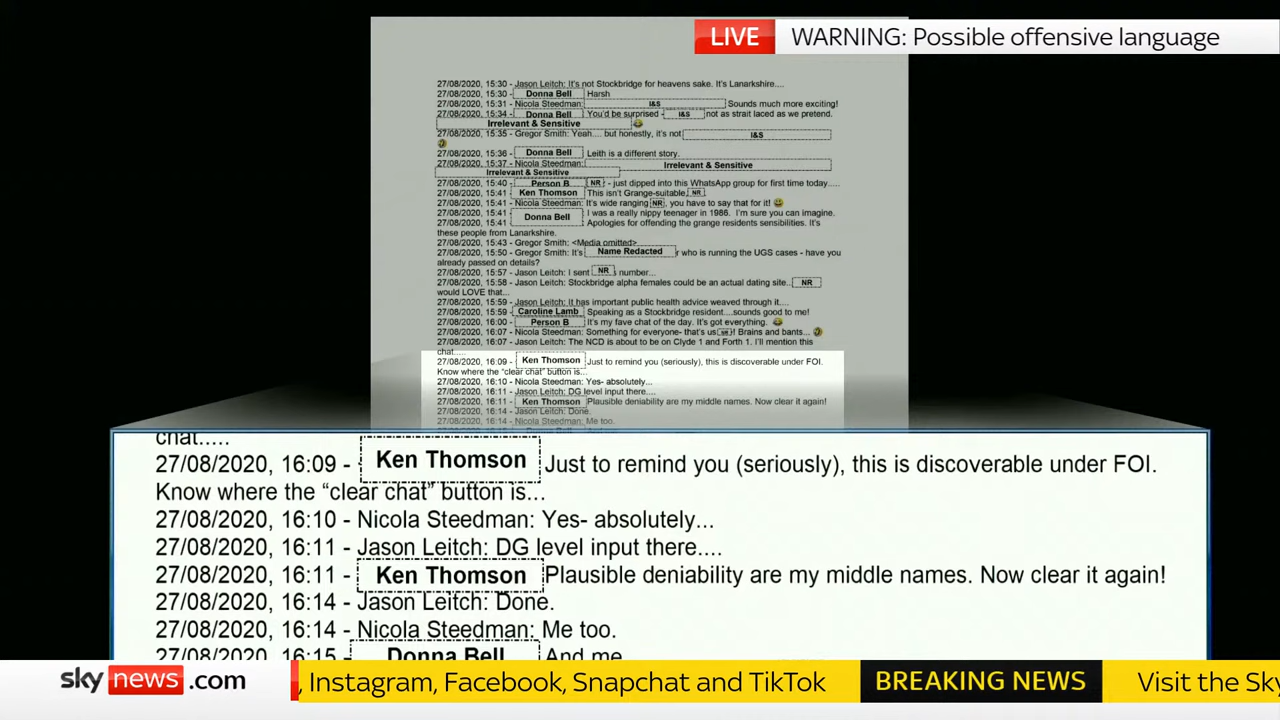 LIVE WARNING: Possible offensive language
27/08/2020, 15:30 - Jason Leitch: It's not Stockbridge for heavens sake. It's Lanarkshire....
27/08/2020, 15:30 - Donna Bell Harsh
27/08/2020, 15:31 - Nicola Steedman: I&S Sounds much more exciting!
27/08/2020, 15:34 - Donna Bell You'd be surprised - I&S not as strait laced as we pretend.
Irrelevant & Sensitive 😂
27/08/2020, 15:35 - Gregor Smith: Yeah.... but honestly, it's not I&S
🤣
27/08/2020, 15:36 - Donna Bell Leith is a different story.
27/08/2020, 15:37 - Nicola Steedman: Irrelevant & Sensitive
Irrelevant & Sensitive
27/08/2020, 15:40 - Person B NR - just dipped into this WhatsApp group for first time today.....
27/08/2020, 15:41 - Ken Thomson This isn't Grange-suitable, NR
27/08/2020, 15:41 - Nicola Steedman: It's wide ranging NR, you have to say that for it! 😂
27/08/2020, 15:41 - Donna Bell I was a really nippy teenager in 1986. I'm sure you can imagine.
27/08/2020, 15:41 - Apologies for offending the grange residents sensibilities. It's
these people from Lanarkshire.
27/08/2020, 15:43 - Gregor Smith: <Media omitted>
27/08/2020, 15:50 - Gregor Smith: It's Name Redacted r who is running the UGS cases - have you
already passed on details?
27/08/2020, 15:57 - Jason Leitch: I sent NR s number...
27/08/2020, 15:58 - Jason Leitch: Stockbridge alpha females could be an actual dating site.. NR
would LOVE that...
27/08/2020, 15:59 - Jason Leitch: It has important public health advice weaved through it....
27/08/2020, 15:59 - Caroline Lamb Speaking as a Stockbridge resident....sounds good to me!
27/08/2020, 16:00 - Person B It's my fave chat of the day. It's got everything. 😂
27/08/2020, 16:07 - Nicola Steedman: Something for everyone- that's us! Brains and bants... 🤣
27/08/2020, 16:07 - Jason Leitch: The NCD is about to be on Clyde 1 and Forth 1. I'll mention this
chat.....
27/08/2020, 16:09 - Ken Thomson Just to remind you (seriously), this is discoverable under FOI.
Know where the "clear chat" button is...
27/08/2020, 16:10 - Nicola Steedman: Yes- absolutely...
27/08/2020, 16:11 - Jason Leitch: DG level input there....
27/08/2020, 16:11 - Ken Thomson Plausible deniability are my middle names. Now clear it again!
27/08/2020, 16:14 - Jason Leitch: Done.
27/08/2020, 16:14 - Nicola Steedman: Me too.
chat.....
27/08/2020, 16:09 - Ken Thomson Just to remind you (seriously), this is discoverable under FOI.
Know where the “clear chat” button is...
27/08/2020, 16:10 - Nicola Steedman: Yes- absolutely...
27/08/2020, 16:11 - Jason Leitch: DG level input there....
27/08/2020, 16:11 - Ken Thomson Plausible deniability are my middle names. Now clear it again!
27/08/2020, 16:14 - Jason Leitch: Done.
27/08/2020, 16:14 - Nicola Steedman: Me too.
27/08/2020, 16:15 - Donna Bell And me
sky news .com , Instagram, Facebook, Snapchat and TikTok BREAKING NEWS Visit the Sky